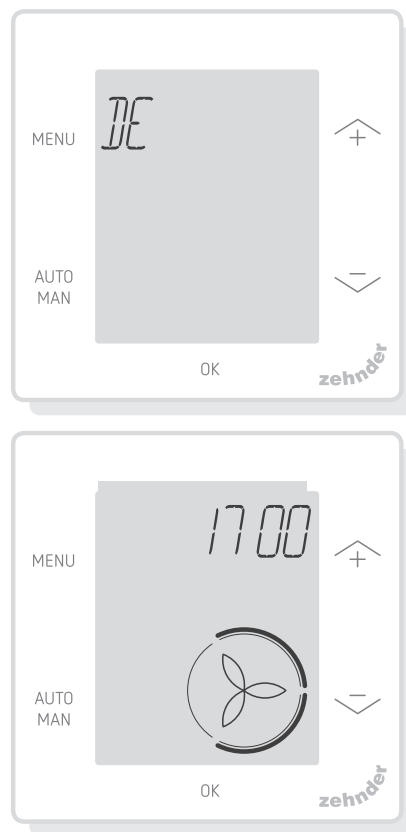 DE
MENU
AUTO
MAN
OK
zehnder
17 00
MENU
AUTO
MAN
OK
zehnder